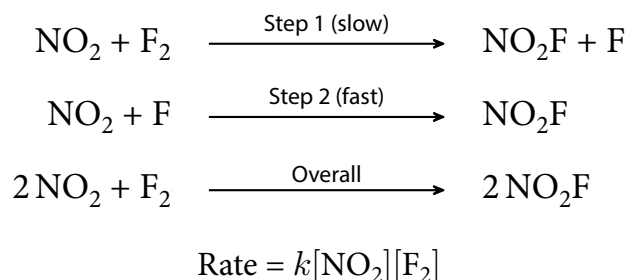 NO₂ + F₂ Step 1 (slow) NO₂F + F
NO₂ + F Step 2 (fast) NO₂F
2 NO₂ + F₂ Overall 2 NO₂F
Rate = k[NO₂][F₂]